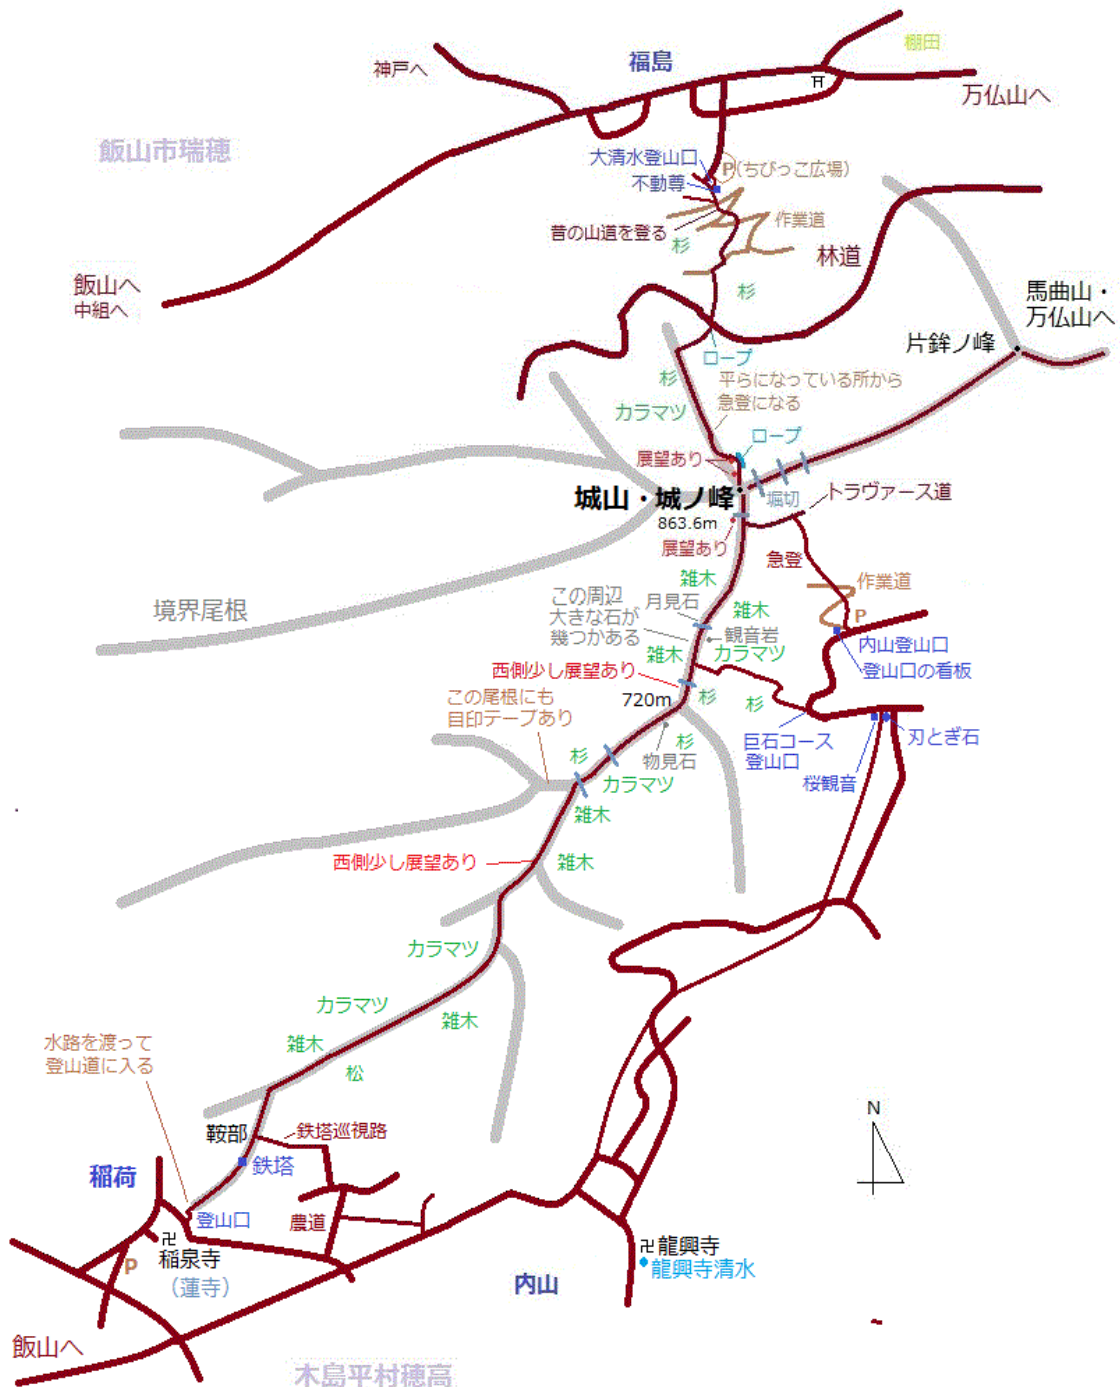 棚田
福島
神戸へ
万仏山へ
飯山市瑞穂
大清水登山口
P(ちびっこ広場)
不動尊
作業道
昔の山道を登る
杉
林道
飯山へ
中組へ
杉
馬曲山・
万仏山へ
片鉾ノ峰
ロープ
杉
平らになっている所から
急登になる
カラマツ
ロープ
展望あり
城山・城ノ峰
863.6m
堀切
トラヴァース道
展望あり
急登
雑木
作業道
この周辺
大きな石が
幾つかある
月見石
雑木
P
境界尾根
観音岩
内山登山口
雑木
カラマツ
登山口の看板
西側少し展望あり
この尾根にも
目印テープあり
720m
杉
杉
巨石コース
登山口
刃とぎ石
杉
物見石
杉
カラマツ
桜観音
雑木
西側少し展望あり
雑木
カラマツ
カラマツ
雑木
水路を渡って
登山道に入る
雑木
松
N
鞍部
鉄塔巡視路
稲荷
鉄塔
登山口
農道
卍
稲泉寺
(蓮寺)
P
卍龍興寺
龍興寺清水
内山
飯山へ
木島平村穂高